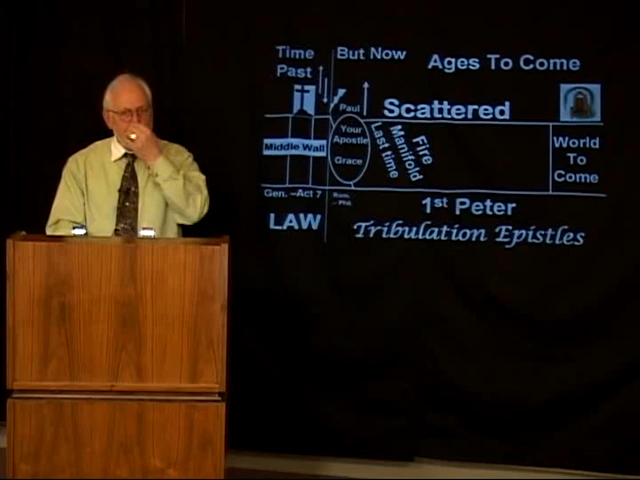 Time Past
But Now
Ages To Come
Paul
Scattered
Your Apostle Grace
Last time
Manifold
Fire
Middle Wall
World To Come
Gen. –Act 7
Rom. - Phi.
1st Peter
LAW
Tribulation Epistles